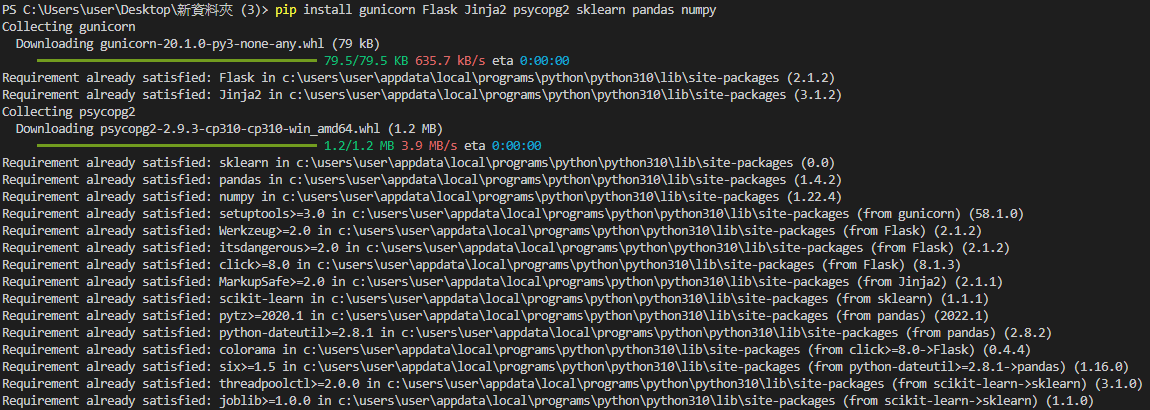 PS C:\Users\user\Desktop\新資料夾 (3)> pip install gunicorn Flask Jinja2 psycopg2 sklearn pandas numpy
Collecting gunicorn
  Downloading gunicorn-20.1.0-py3-none-any.whl (79 kB)
79.5/79.5 KB 635.7 kB/s eta 0:00:00
Requirement already satisfied: Flask in c:\users\user\appdata\local\programs\python\python310\lib\site-packages (2.1.2)
Requirement already satisfied: Jinja2 in c:\users\user\appdata\local\programs\python\python310\lib\site-packages (3.1.2)
Collecting psycopg2
  Downloading psycopg2-2.9.3-cp310-cp310-win_amd64.whl (1.2 MB)
1.2/1.2 MB 3.9 MB/s eta 0:00:00
Requirement already satisfied: sklearn in c:\users\user\appdata\local\programs\python\python310\lib\site-packages (0.0)
Requirement already satisfied: pandas in c:\users\user\appdata\local\programs\python\python310\lib\site-packages (1.4.2)
Requirement already satisfied: numpy in c:\users\user\appdata\local\programs\python\python310\lib\site-packages (1.22.4)
Requirement already satisfied: setuptools>=3.0 in c:\users\user\appdata\local\programs\python\python310\lib\site-packages (from gunicorn) (58.1.0)
Requirement already satisfied: Werkzeug>=2.0 in c:\users\user\appdata\local\programs\python\python310\lib\site-packages (from Flask) (2.1.2)
Requirement already satisfied: itsdangerous>=2.0 in c:\users\user\appdata\local\programs\python\python310\lib\site-packages (from Flask) (2.1.2)
Requirement already satisfied: click>=8.0 in c:\users\user\appdata\local\programs\python\python310\lib\site-packages (from Flask) (8.1.3)
Requirement already satisfied: MarkupSafe>=2.0 in c:\users\user\appdata\local\programs\python\python310\lib\site-packages (from Jinja2) (2.1.1)
Requirement already satisfied: scikit-learn in c:\users\user\appdata\local\programs\python\python310\lib\site-packages (from sklearn) (1.1.1)
Requirement already satisfied: pytz>=2020.1 in c:\users\user\appdata\local\programs\python\python310\lib\site-packages (from pandas) (2022.1)
Requirement already satisfied: python-dateutil>=2.8.1 in c:\users\user\appdata\local\programs\python\python310\lib\site-packages (from pandas) (2.8.2)
Requirement already satisfied: colorama in c:\users\user\appdata\local\programs\python\python310\lib\site-packages (from click>=8.0->Flask) (0.4.4)
Requirement already satisfied: six>=1.5 in c:\users\user\appdata\local\programs\python\python310\lib\site-packages (from python-dateutil>=2.8.1->pandas) (1.16.0)
Requirement already satisfied: threadpoolctl>=2.0.0 in c:\users\user\appdata\local\programs\python\python310\lib\site-packages (from scikit-learn->sklearn) (3.1.0)
Requirement already satisfied: joblib>=1.0.0 in c:\users\user\appdata\local\programs\python\python310\lib\site-packages (from scikit-learn->sklearn) (1.1.0)